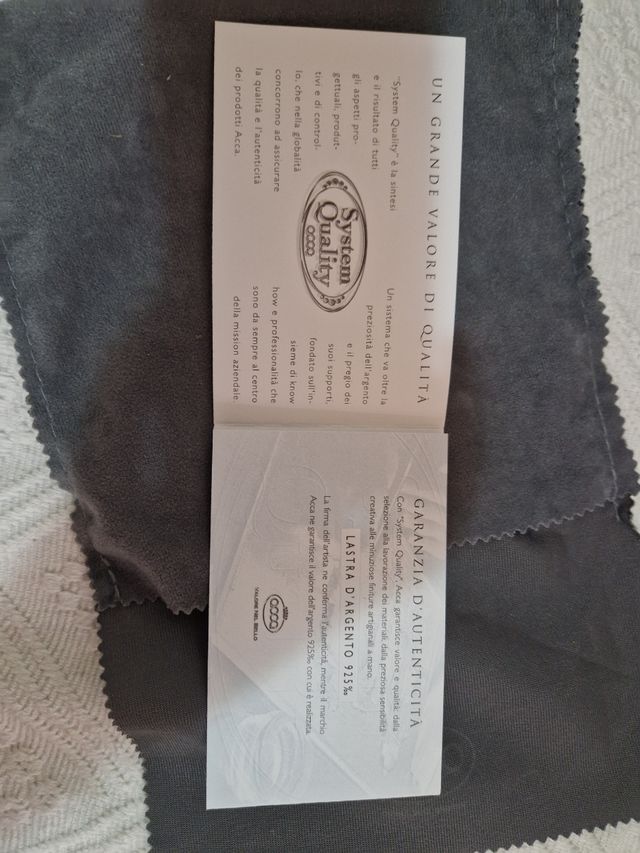 UN GRANDE VALORE DI QUALITÀ
"System Quality" è la sintesi
e il risultato di tutti
gli aspetti pro-
gettuali, produt-
tivi e di control-
lo, che nella globalità
concorrono ad assicurare
la qualità e l'autenticità
dei prodotti Acca.
System
Quality
acca
Un sistema che va oltre la
preziosità dell'argento
e il pregio dei
suoi supporti,
fondato sull'in-
sieme di know
how e professionalità che
sono da sempre al centro
della mission aziendale.
GARANZIA D'AUTENTICITÀ
Con "System Quality", Acca garantisce valore e qualità: dalla
selezione alla lavorazione dei materiali, dalla preziosa sensibilità
creativa alle minuziose finiture artigianali a mano.
LASTRA D'ARGENTO 925‰
La firma dell'artista ne conferma l'autenticità, mentre il marchio
Acca ne garantisce il valore dell'argento 925‰ con cui è realizzata.
acca
VALORE NEL BELLO